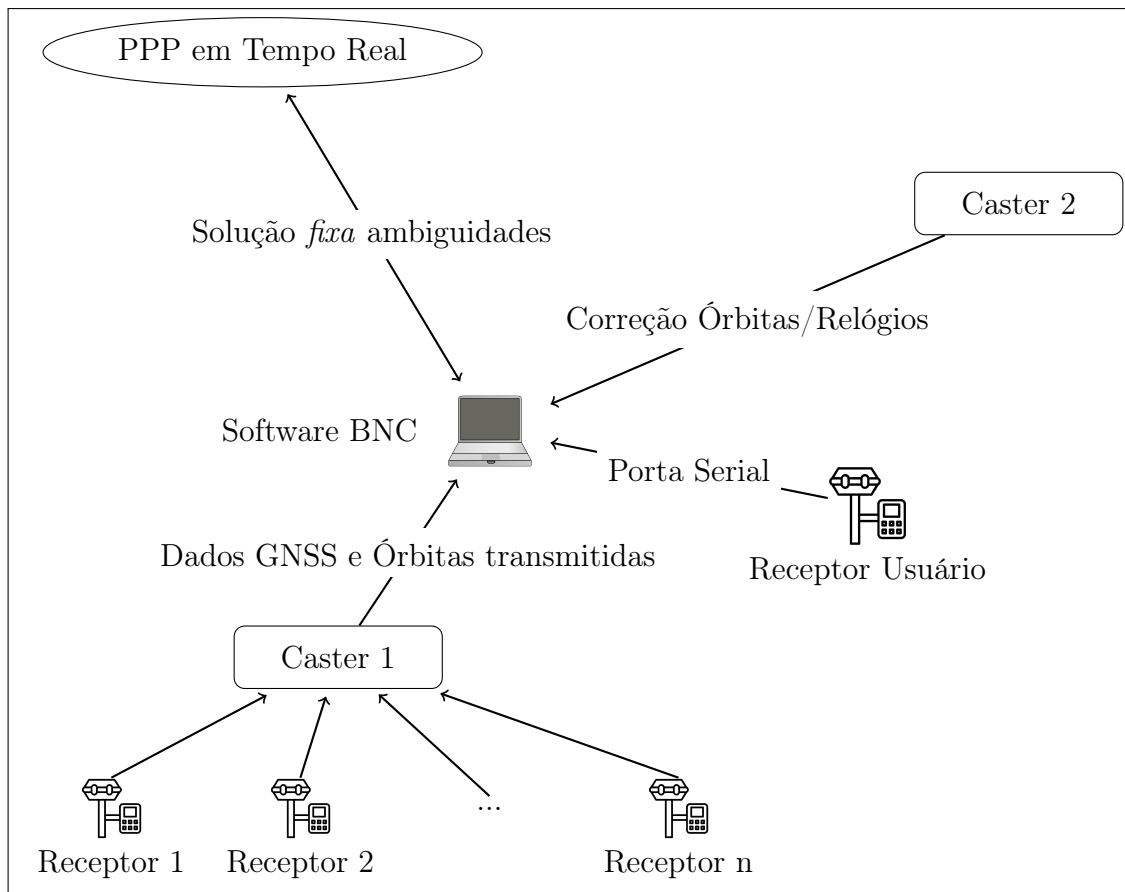 PPP em Tempo Real
Caster 2
Solução fixa ambiguidades
Correção Órbitas/Relógios
Software BNC
Porta Serial
Dados GNSS e Órbitas transmitidas
Receptor Usuário
Caster 1
...
Receptor 1
Receptor 2
Receptor n